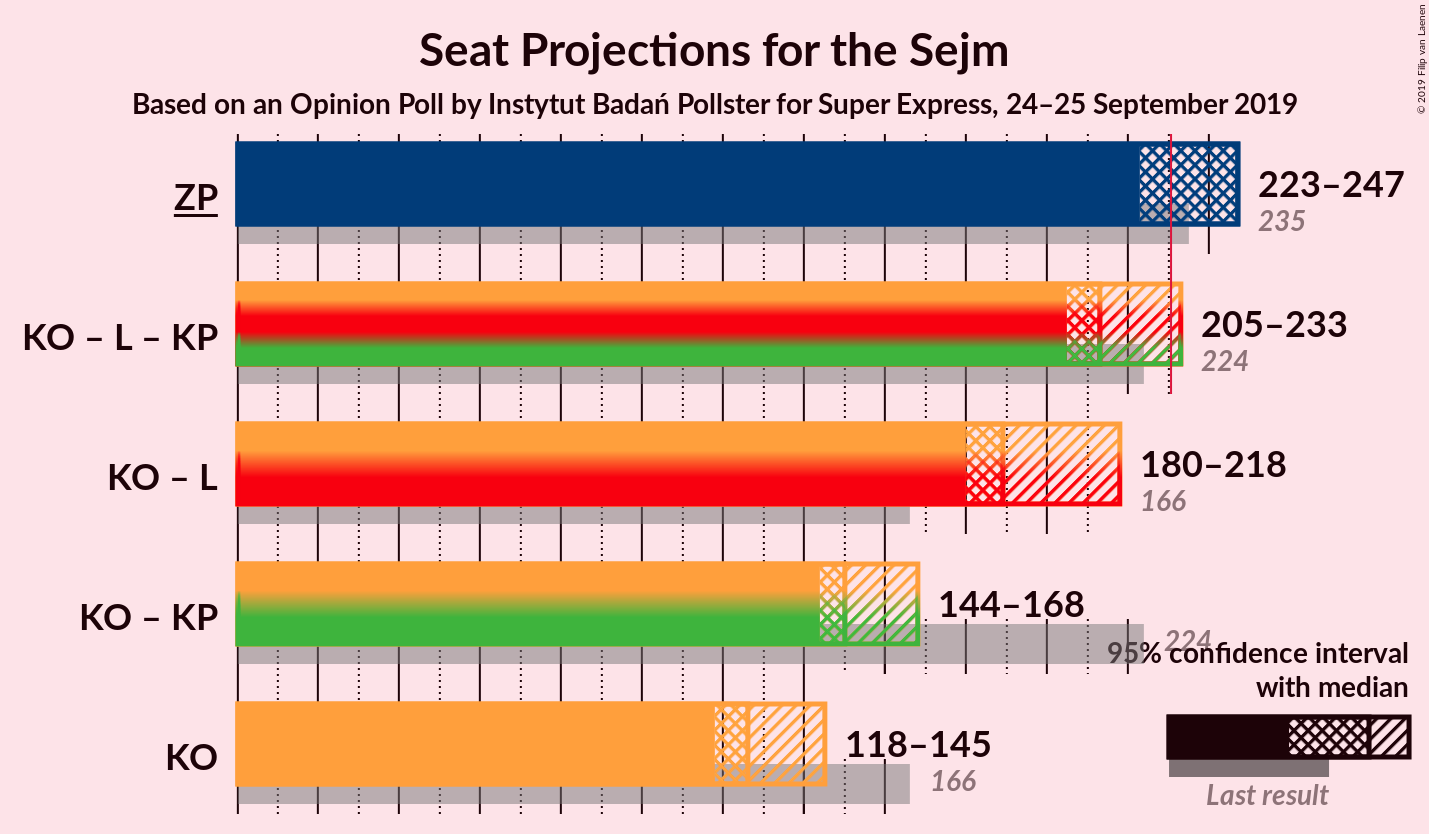 Seat Projections for the Sejm
Based on an Opinion Poll by Instytut Badań Pollster for Super Express, 24–25 September 2019
© 2019 Filip van Laenen
ZP
223–247
235
KO – L – KP
205–233
224
KO – L
180–218
166
KO – KP
144–168
224
KO
118–145
166
95% confidence interval
with median
Last result